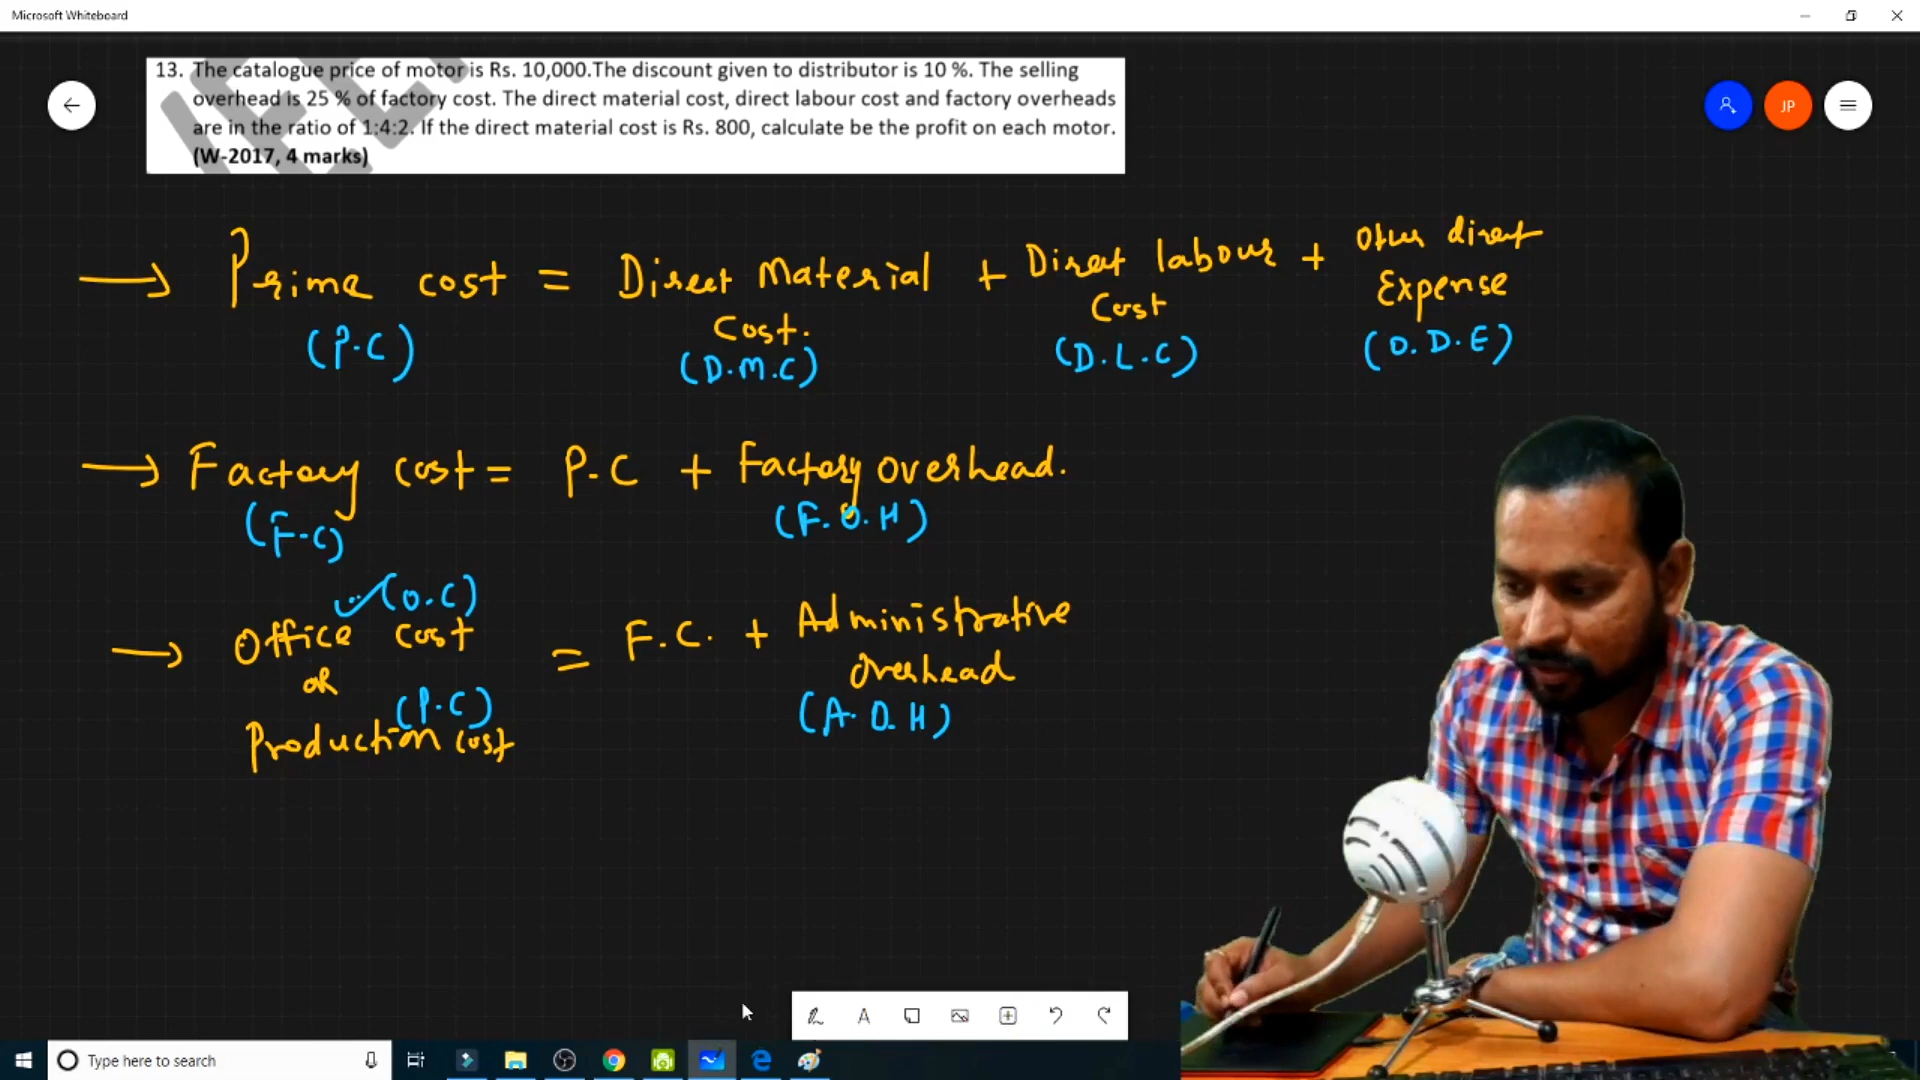 Microsoft Whiteboard
13. The catalogue price of motor is Rs. 10,000.The discount given to distributor is 10 %. The selling
overhead is 25 % of factory cost. The direct material cost, direct labour cost and factory overheads
are in the ratio of 1:4:2. If the direct material cost is Rs. 800, calculate be the profit on each motor.
(W-2017, 4 marks)
JP
→ Prime cost = Direct Material + Direct labour + Other direct
Cost. Cost Expense
(P.C) (D.M.C) (D.L.C) (O.D.E)
→ Factory cost = P.C + Factory overhead.
(F.C) (F.O.H)
(O.C)
→ Office cost = F.C. + Administrative
or overhead
(P.C) (A.O.H)
Production cost
Type here to search